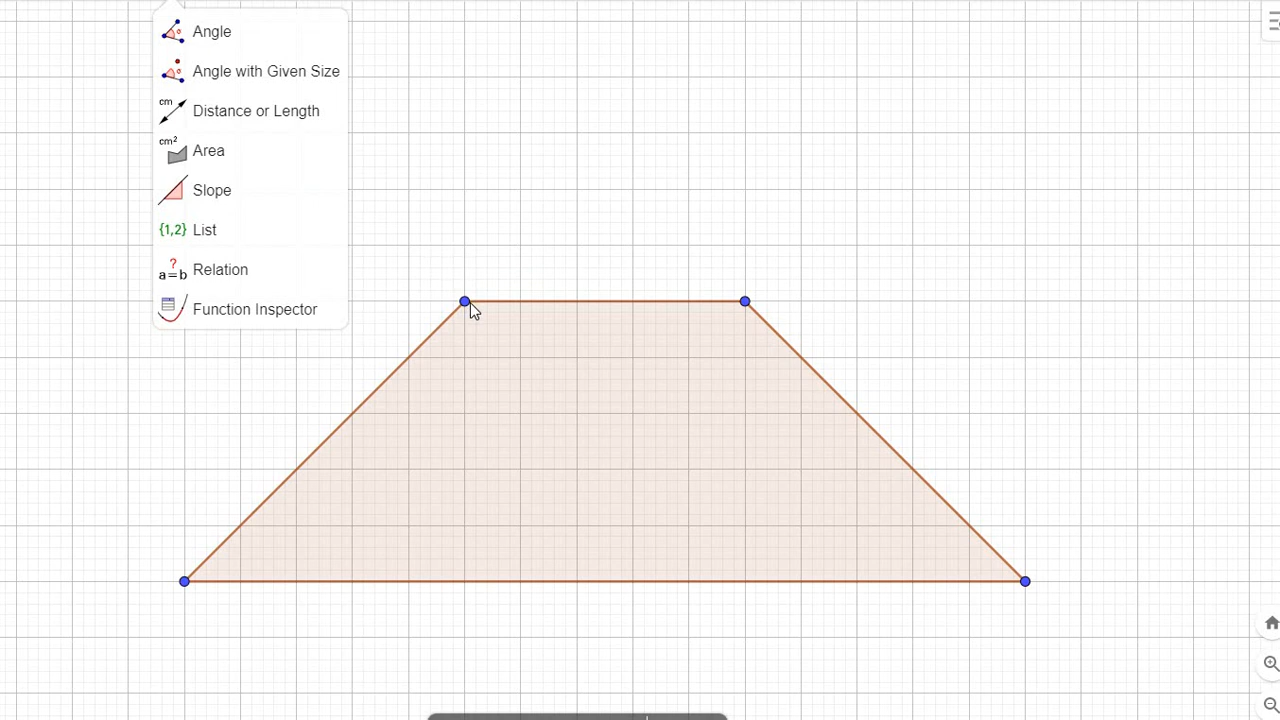 Angle
Angle with Given Size
cm
Distance or Length
cm²
Area
Slope
{1,2} List
?
a=b Relation
Function Inspector